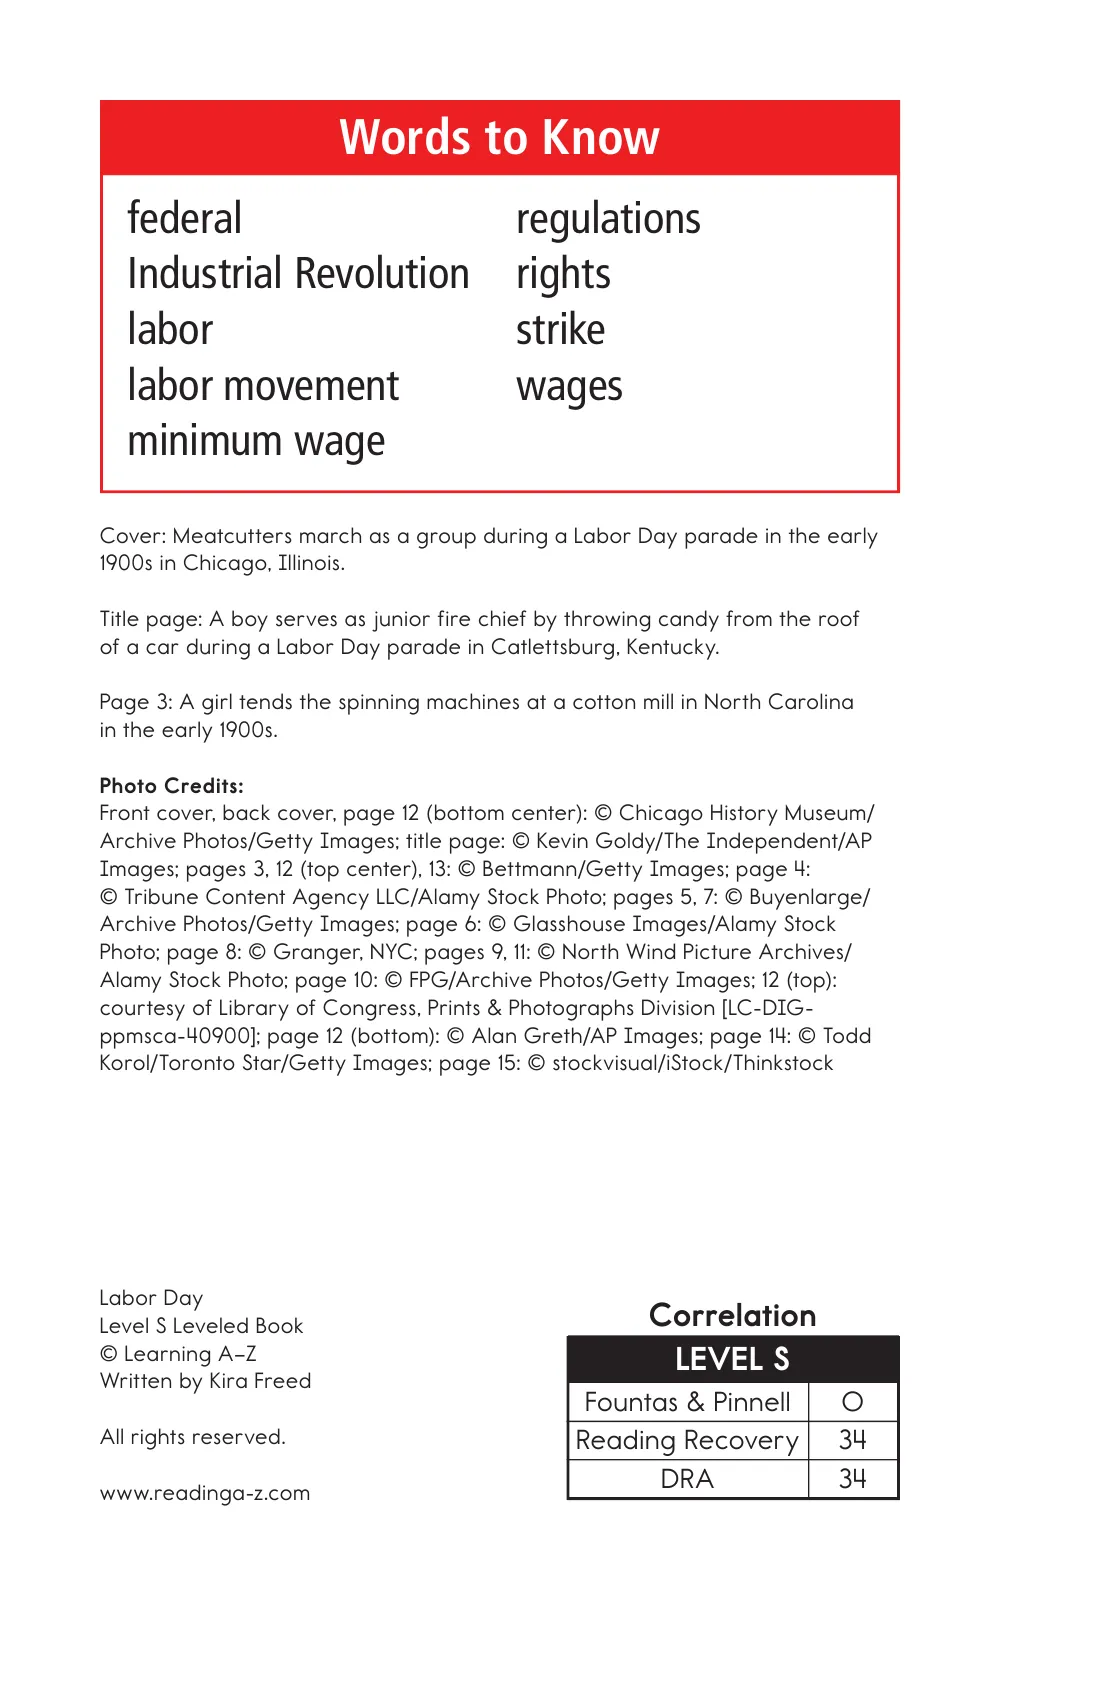 Words to Know
federal
Industrial Revolution
labor
labor movement
minimum wage
regulations
rights
strike
wages
Cover: Meatcutters march as a group during a Labor Day parade in the early
1900s in Chicago, Illinois.
Title page: A boy serves as junior fire chief by throwing candy from the roof
of a car during a Labor Day parade in Catlettsburg, Kentucky.
Page 3: A girl tends the spinning machines at a cotton mill in North Carolina
in the early 1900s.
Photo Credits:
Front cover, back cover, page 12 (bottom center): © Chicago History Museum/
Archive Photos/Getty Images; title page: © Kevin Goldy/The Independent/AP
Images; pages 3, 12 (top center), 13: © Bettmann/Getty Images; page 4:
© Tribune Content Agency LLC/Alamy Stock Photo; pages 5, 7: © Buyenlarge/
Archive Photos/Getty Images; page 6: © Glasshouse Images/Alamy Stock
Photo; page 8: © Granger, NYC; pages 9, 11: © North Wind Picture Archives/
Alamy Stock Photo; page 10: © FPG/Archive Photos/Getty Images; 12 (top):
courtesy of Library of Congress, Prints & Photographs Division [LC-DIG-
ppmsca-40900]; page 12 (bottom): © Alan Greth/AP Images; page 14: © Todd
Korol/Toronto Star/Getty Images; page 15: © stockvisual/iStock/Thinkstock
Labor Day
Level S Leveled Book
© Learning A–Z
Written by Kira Freed
All rights reserved.
www.readinga-z.com
Correlation
LEVEL S
Fountas & Pinnell O
Reading Recovery 34
DRA 34